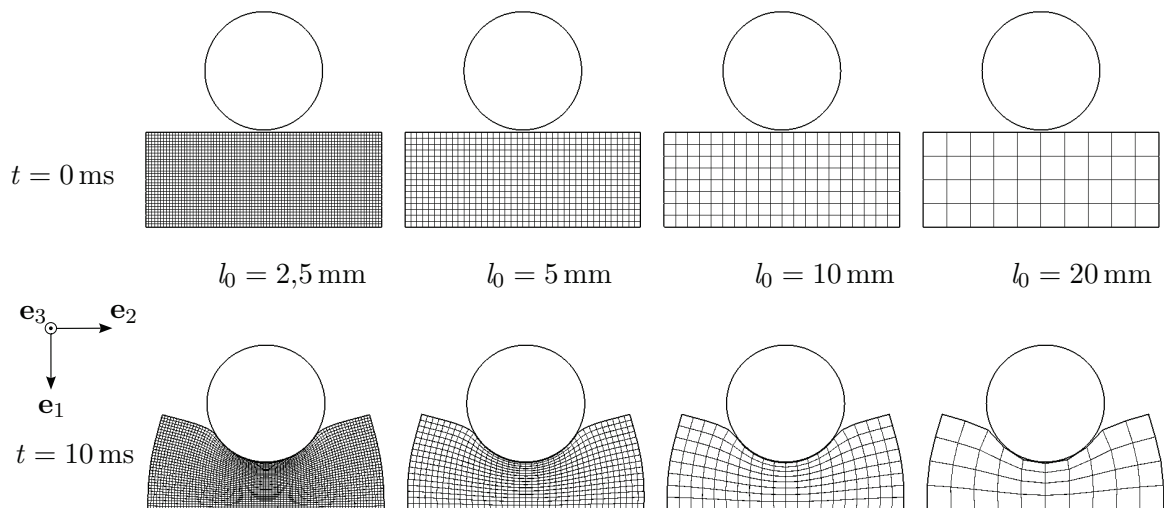 t = 0 ms
l₀ = 2,5 mm
l₀ = 5 mm
l₀ = 10 mm
l₀ = 20 mm
e₃
e₂
e₁
t = 10 ms